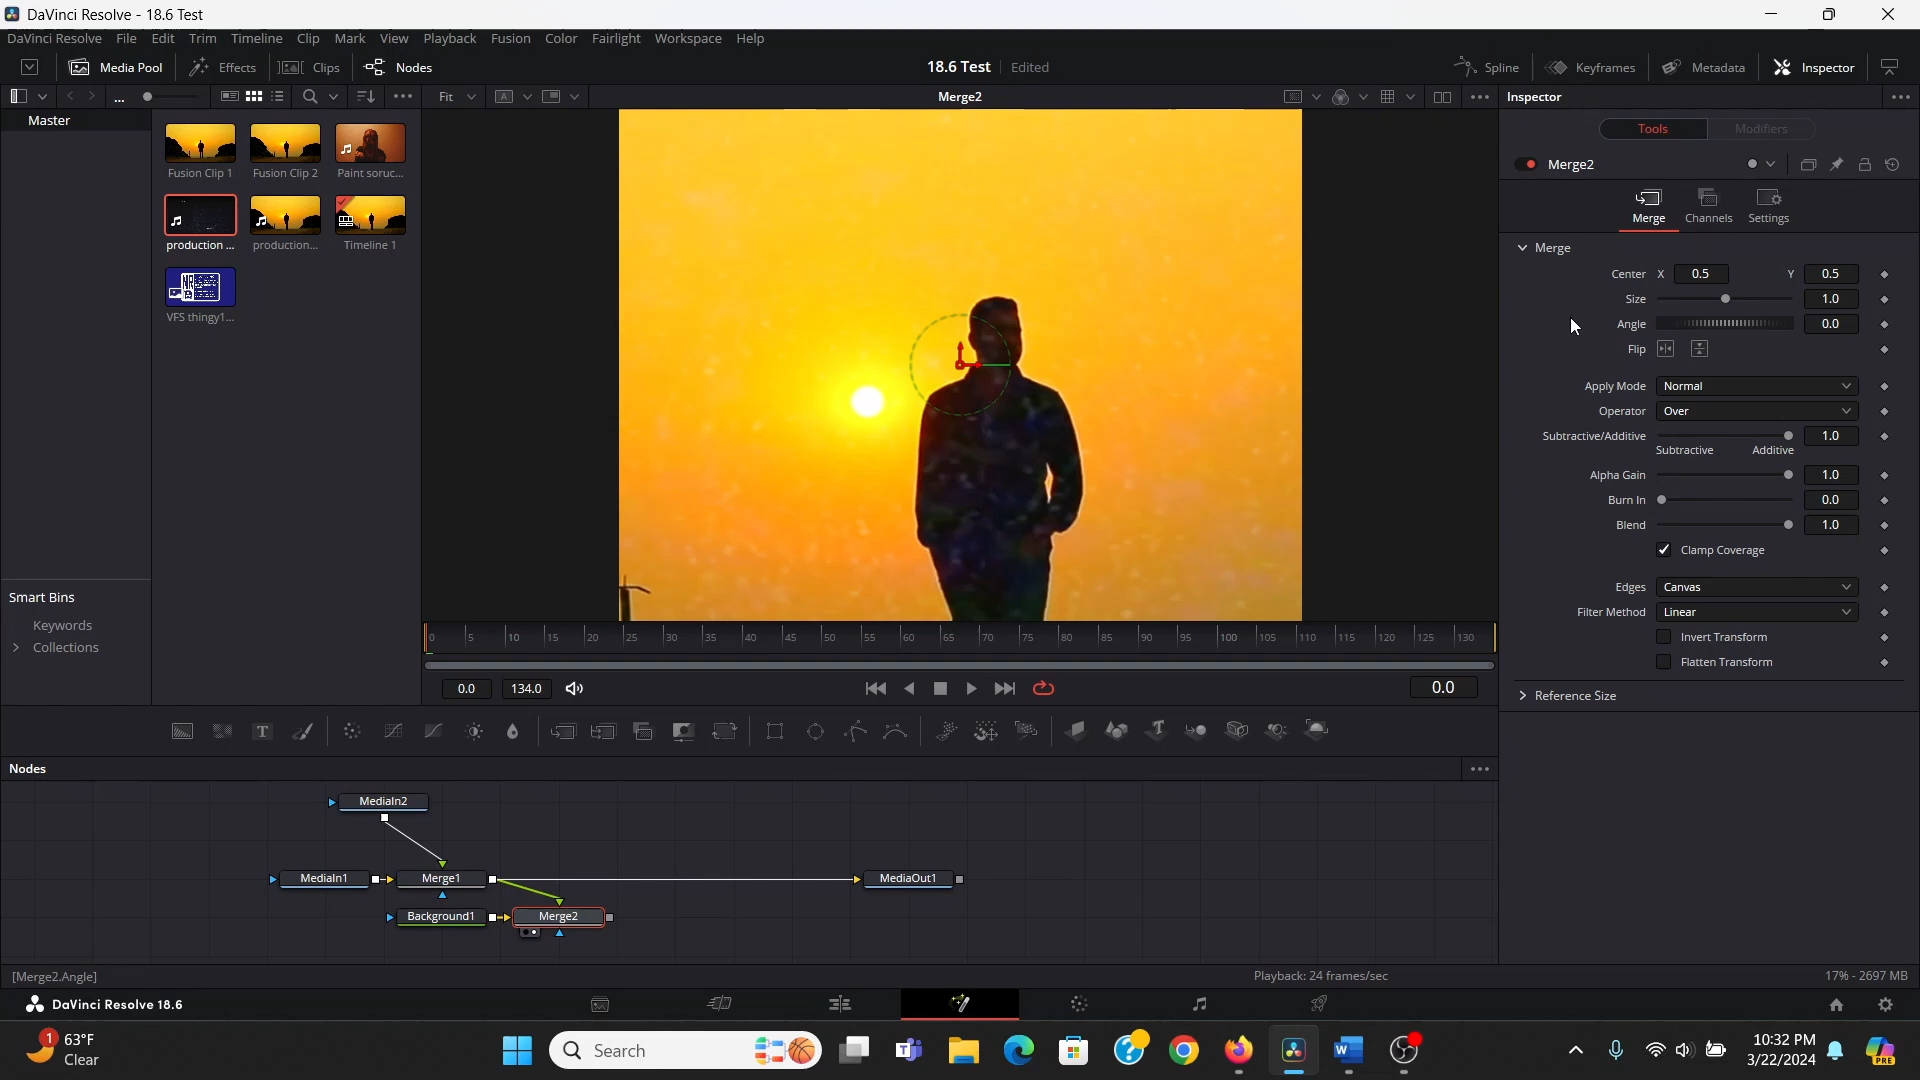 DaVinci Resolve - 18.6 Test
DaVinci Resolve File Edit Trim Timeline Clip Mark View Playback Fusion Color Fairlight Workspace Help
Media Pool Effects Clips Nodes 18.6 Test Edited Spline Keyframes Metadata Inspector
... Fit A Merge2 Inspector
Master
Tools Modifiers
Merge2
Fusion Clip 1 Fusion Clip 2 Paint soruc...
Merge Channels Settings
production ... production... Timeline 1
Merge
Center X 0.5 Y 0.5
Size 1.0
VFS thingy1...
Angle 0.0
Flip
Apply Mode Normal
Operator Over
Subtractive/Additive 1.0
Subtractive Additive
Alpha Gain 1.0
Burn In 0.0
Blend 1.0
Clamp Coverage
Edges Canvas
Smart Bins
Filter Method Linear
Keywords
Invert Transform
Collections
Flatten Transform
0 5 10 15 20 25 30 35 40 45 50 55 60 65 70 75 80 85 90 95 100 105 110 115 120 125 130
0.0 134.0 0.0
Reference Size
T T
Nodes
MediaIn2
MediaIn1 Merge1 MediaOut1
Background1 Merge2
[Merge2.Angle] Playback: 24 frames/sec 17% - 2697 MB
DaVinci Resolve 18.6
1 63°F
Clear
Search
10:32 PM
3/22/2024
PRE